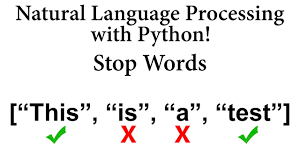 Natural Language Processing
with Python!
Stop Words
[“This”, “is”, “a”, “test”]